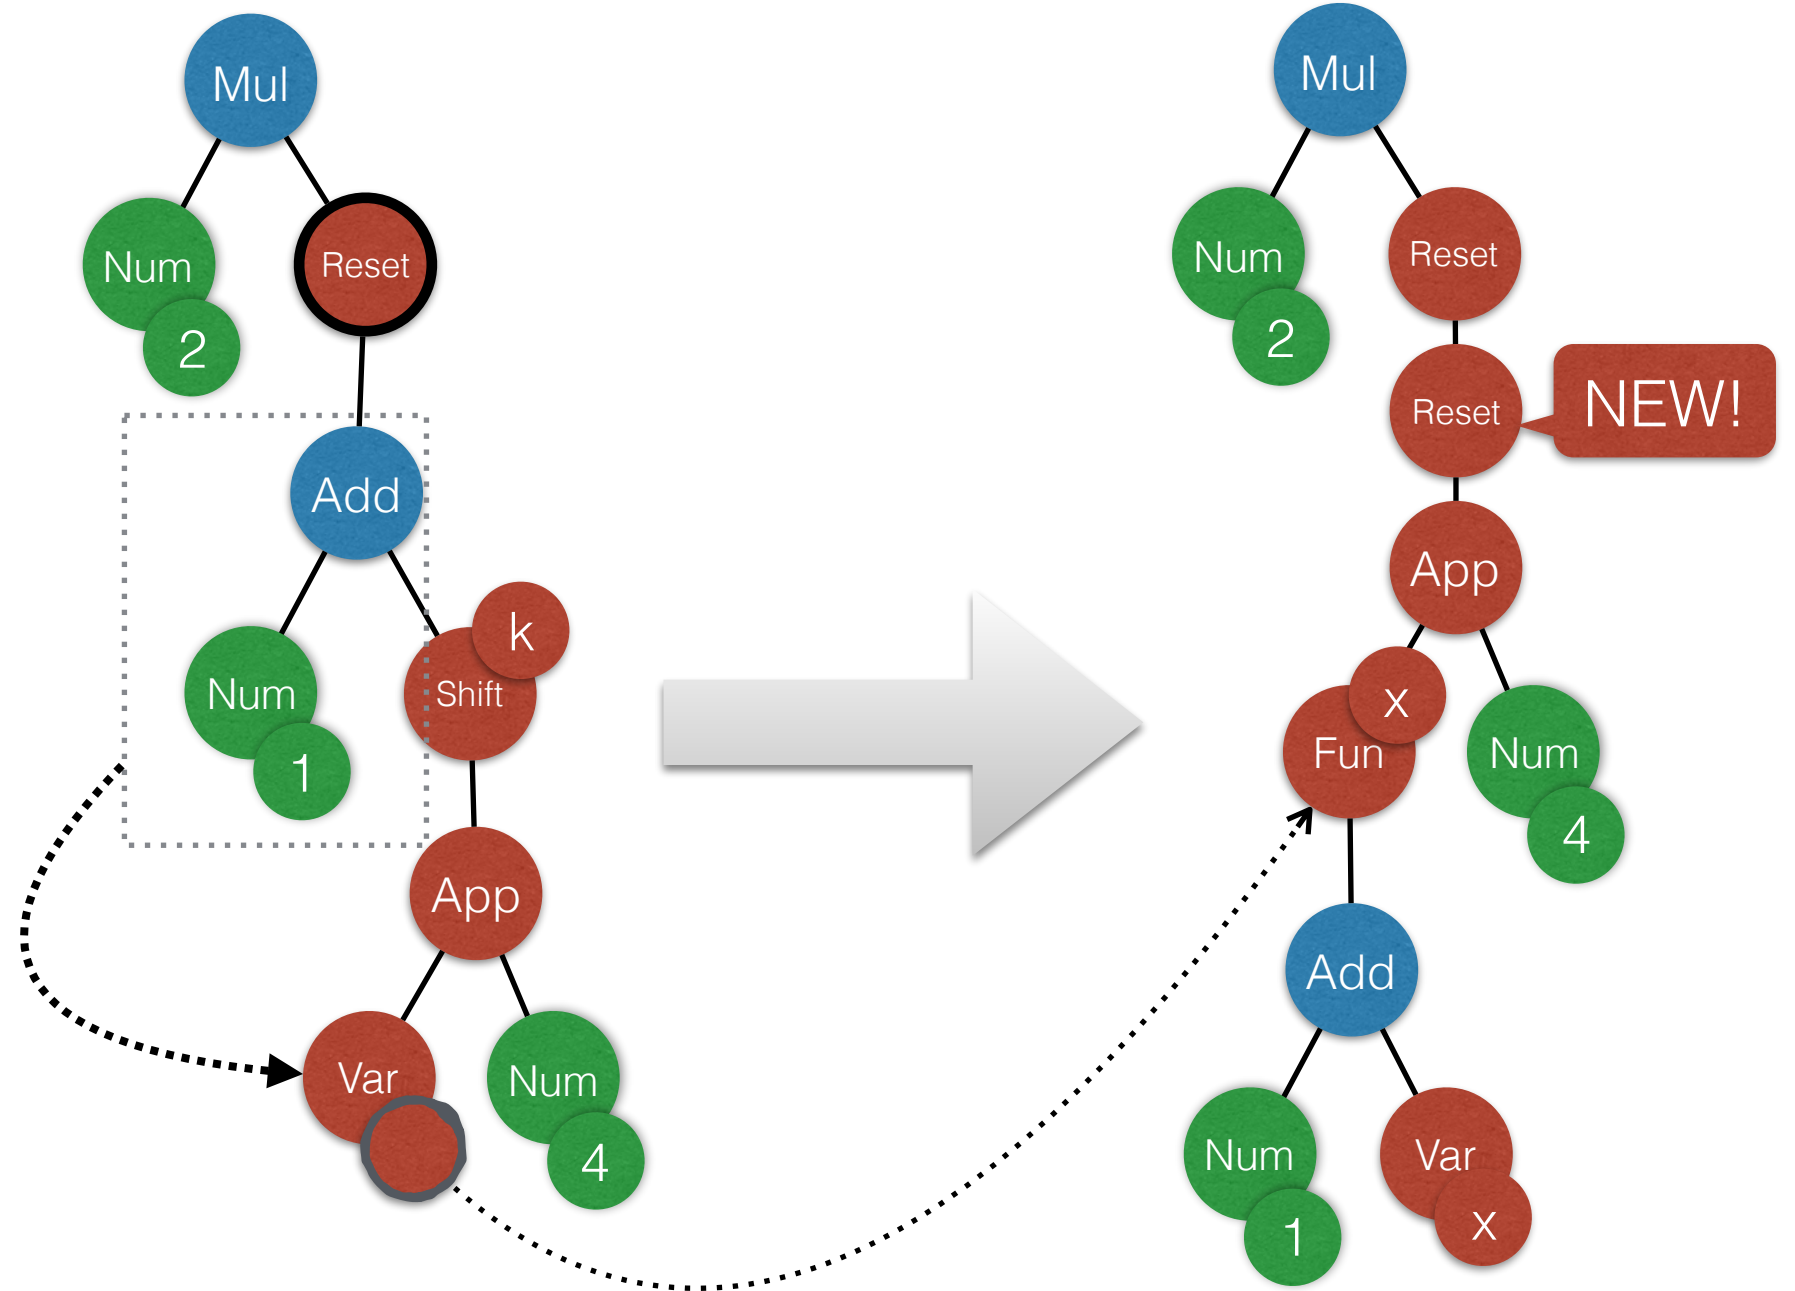 Mul
Num
2
Reset
Add
Num
1
Shift
k
App
Var
Num
4
Mul
Num
2
Reset
Reset
NEW!
App
Fun
x
Num
4
Add
Num
1
Var
x